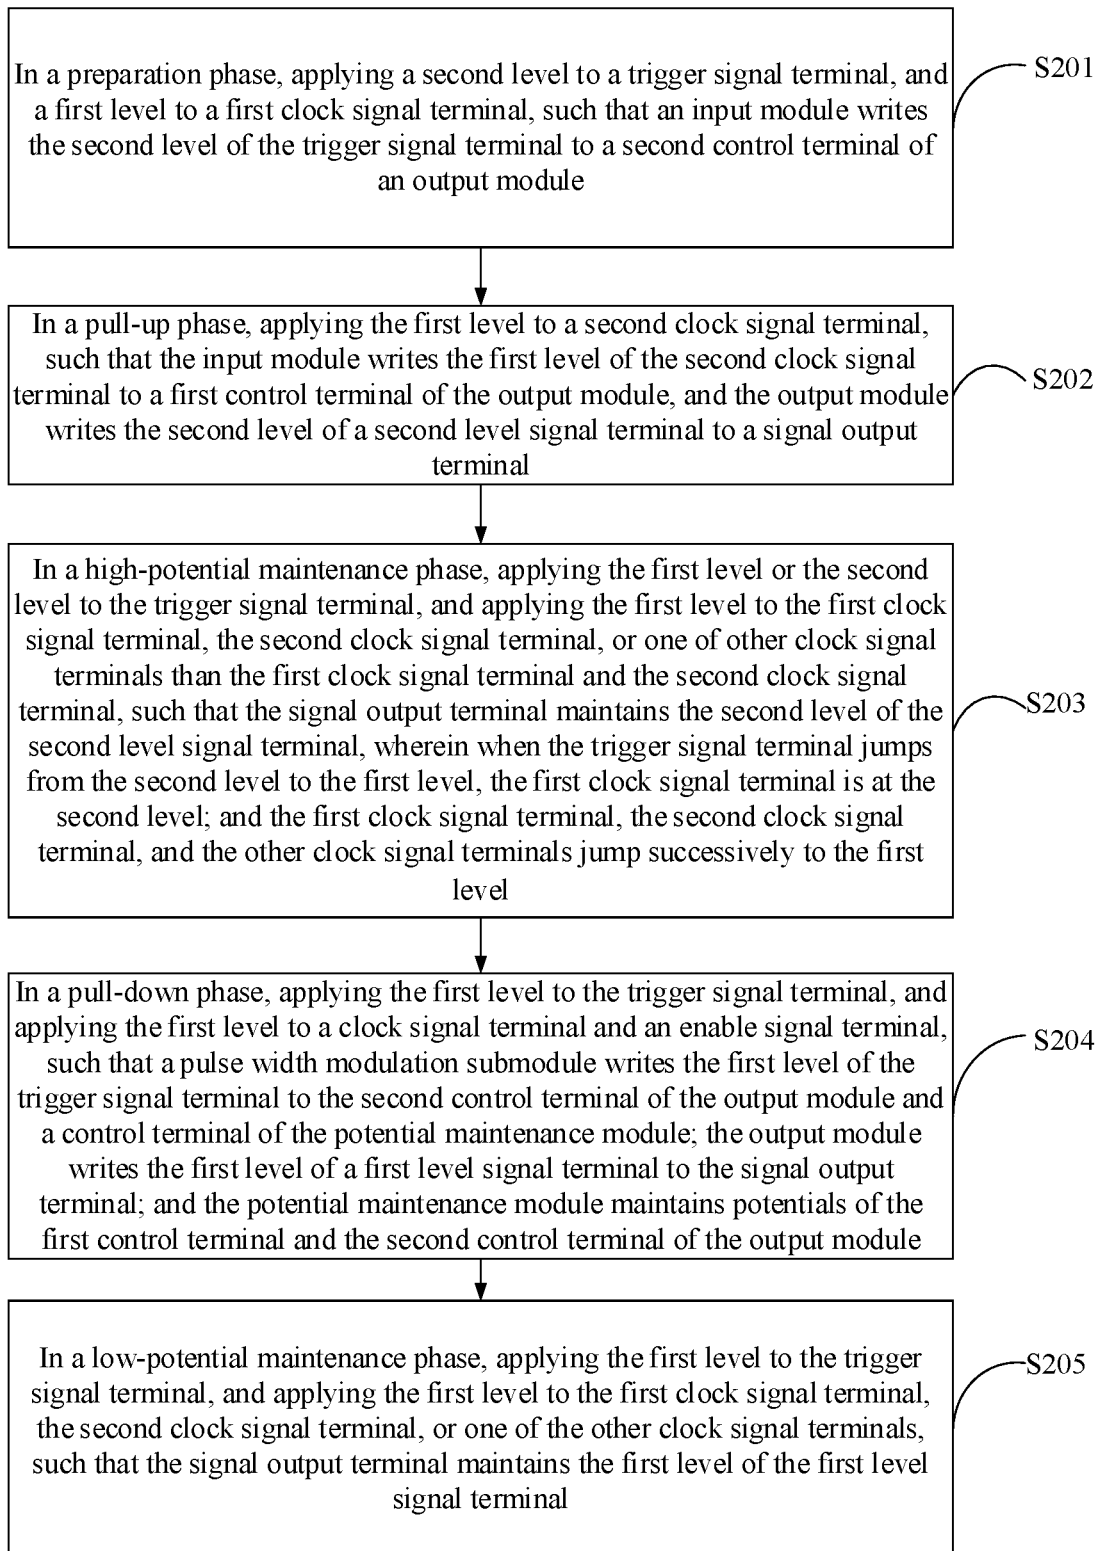 In a preparation phase, applying a second level to a trigger signal terminal, and
a first level to a first clock signal terminal, such that an input module writes
the second level of the trigger signal terminal to a second control terminal of
an output module
S201
In a pull-up phase, applying the first level to a second clock signal terminal,
such that the input module writes the first level of the second clock signal
terminal to a first control terminal of the output module, and the output module
writes the second level of a second level signal terminal to a signal output
terminal
S202
In a high-potential maintenance phase, applying the first level or the second
level to the trigger signal terminal, and applying the first level to the first clock
signal terminal, the second clock signal terminal, or one of other clock signal
terminals than the first clock signal terminal and the second clock signal
terminal, such that the signal output terminal maintains the second level of the
second level signal terminal, wherein when the trigger signal terminal jumps
from the second level to the first level, the first clock signal terminal is at the
second level; and the first clock signal terminal, the second clock signal
terminal, and the other clock signal terminals jump successively to the first
level
S203
In a pull-down phase, applying the first level to the trigger signal terminal, and
applying the first level to a clock signal terminal and an enable signal terminal,
such that a pulse width modulation submodule writes the first level of the
trigger signal terminal to the second control terminal of the output module and
a control terminal of the potential maintenance module; the output module
writes the first level of a first level signal terminal to the signal output
terminal; and the potential maintenance module maintains potentials of the
first control terminal and the second control terminal of the output module
S204
In a low-potential maintenance phase, applying the first level to the trigger
signal terminal, and applying the first level to the first clock signal terminal,
the second clock signal terminal, or one of the other clock signal terminals,
such that the signal output terminal maintains the first level of the first level
signal terminal
S205